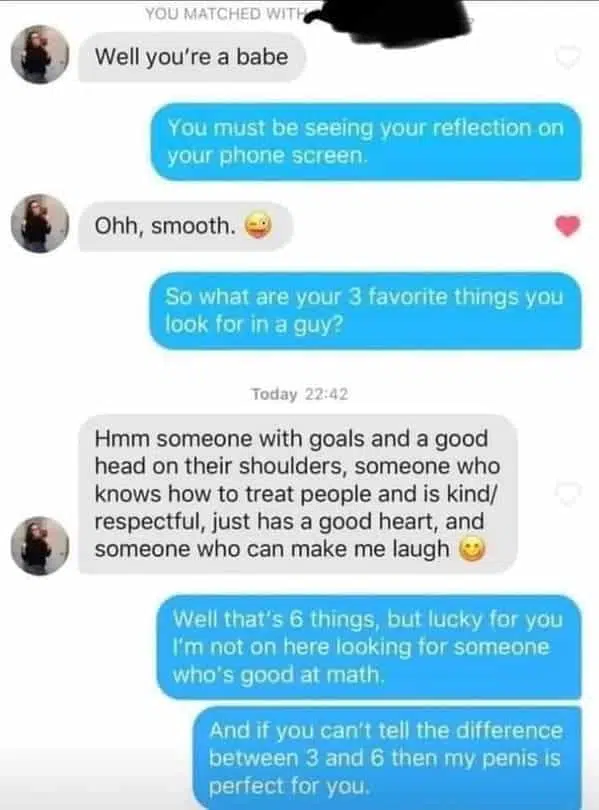 YOU MATCHED WITH
Well you're a babe
You must be seeing your reflection on
your phone screen.
Ohh, smooth. 😜
So what are your 3 favorite things you
look for in a guy?
Today 22:42
Hmm someone with goals and a good
head on their shoulders, someone who
knows how to treat people and is kind/
respectful, just has a good heart, and
someone who can make me laugh 😋
Well that's 6 things, but lucky for you
I'm not on here looking for someone
who's good at math.
And if you can't tell the difference
between 3 and 6 then my penis is
perfect for you.